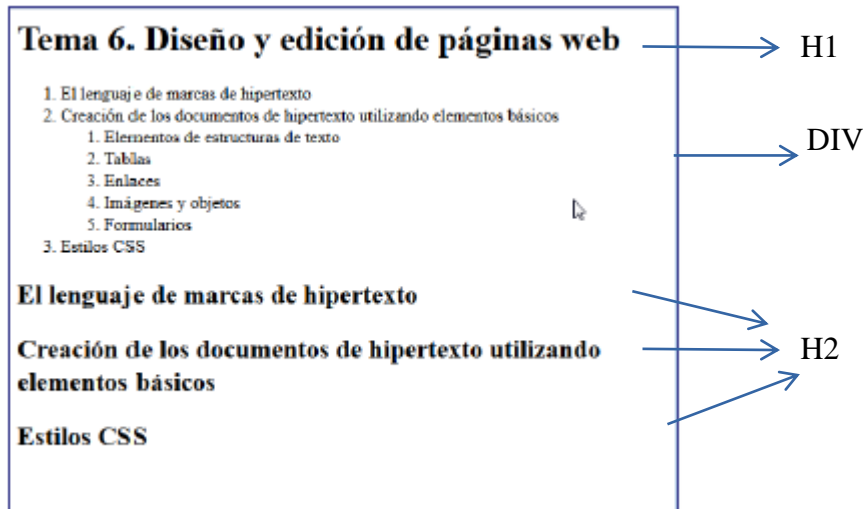 Tema 6. Diseño y edición de páginas web
H1
1. El lenguaje de marcas de hipertexto
2. Creación de los documentos de hipertexto utilizando elementos básicos
1. Elementos de estructuras de texto
2. Tablas
3. Enlaces
4. Imágenes y objetos
5. Formularios
3. Estilos CSS
DIV
El lenguaje de marcas de hipertexto
Creación de los documentos de hipertexto utilizando
elementos básicos
H2
Estilos CSS